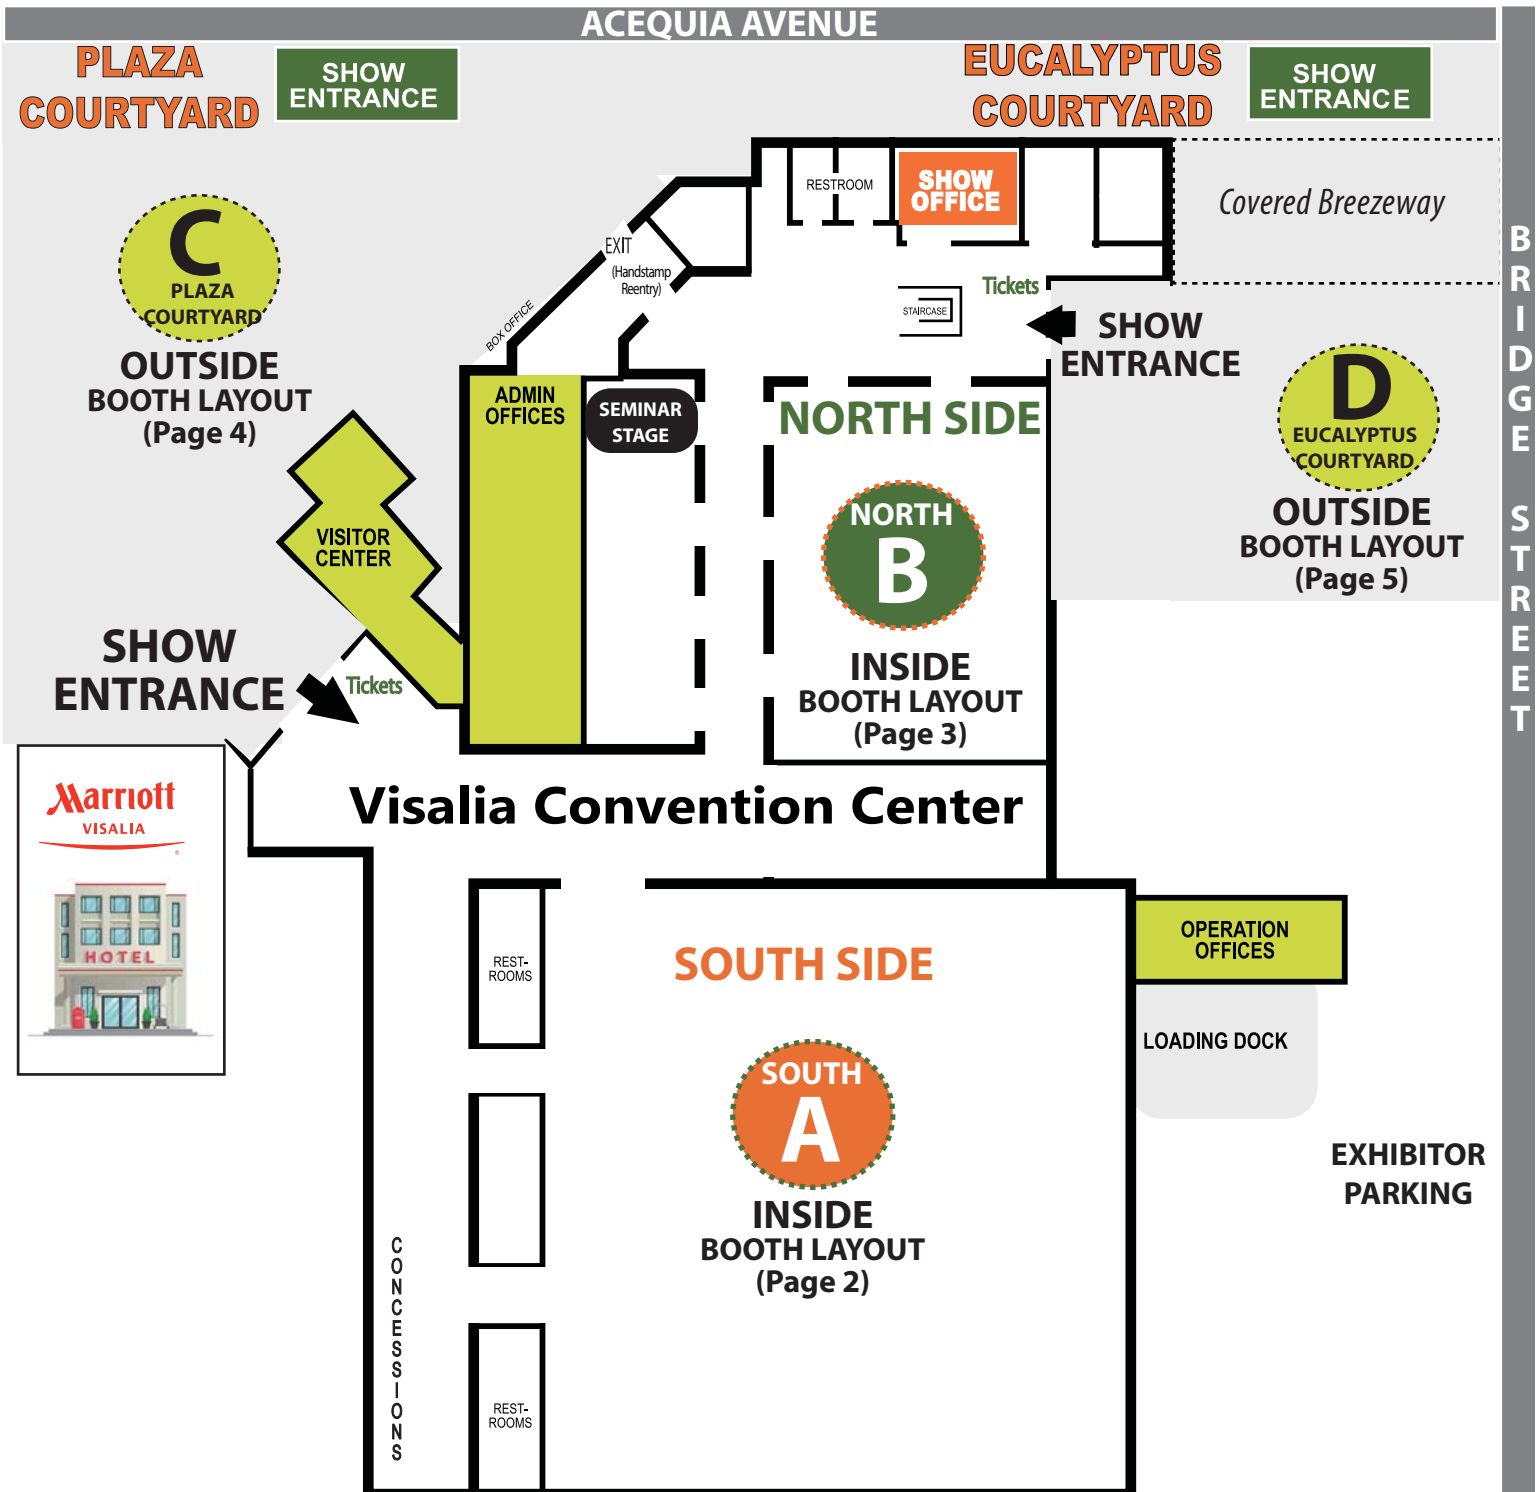 ACEQUIA AVENUE
PLAZA
COURTYARD
SHOW
ENTRANCE
EUCALYPTUS
COURTYARD
SHOW
ENTRANCE
RESTROOM
SHOW
OFFICE
Covered Breezeway
BRIDGE STREET
C
PLAZA
COURTYARD
OUTSIDE
BOOTH LAYOUT
(Page 4)
EXIT
(Handstamp
Reentry)
BOX OFFICE
STAIRCASE
Tickets
SHOW
ENTRANCE
D
EUCALYPTUS
COURTYARD
OUTSIDE
BOOTH LAYOUT
(Page 5)
ADMIN
OFFICES
SEMINAR
STAGE
NORTH SIDE
NORTH
B
INSIDE
BOOTH LAYOUT
(Page 3)
VISITOR
CENTER
SHOW
ENTRANCE
Tickets
Marriott
VISALIA
®
HOTEL
Visalia Convention Center
REST-
ROOMS
SOUTH SIDE
SOUTH
A
INSIDE
BOOTH LAYOUT
(Page 2)
OPERATION
OFFICES
LOADING DOCK
EXHIBITOR
PARKING
CONCESSIONS
REST-
ROOMS